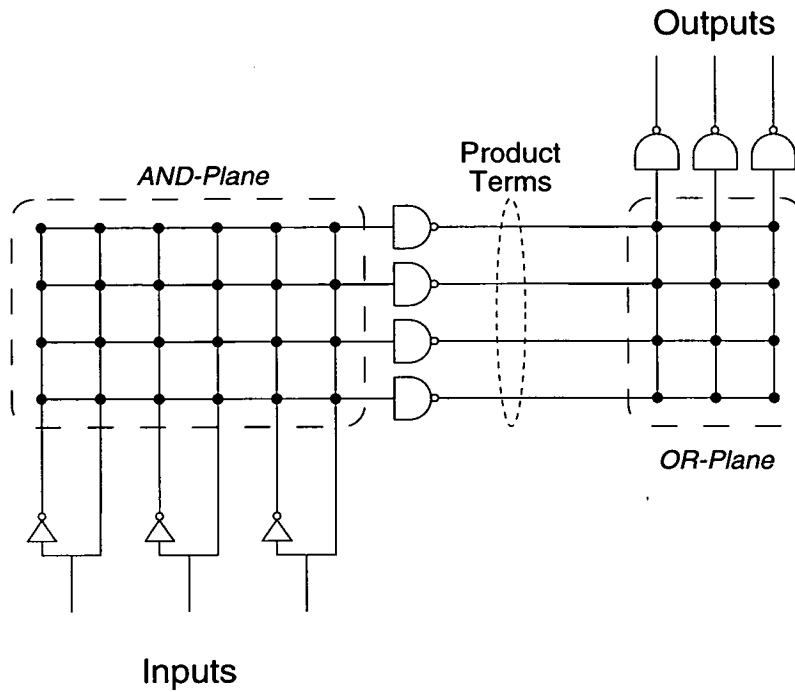 Outputs
Product
Terms
AND-Plane
OR-Plane
Inputs